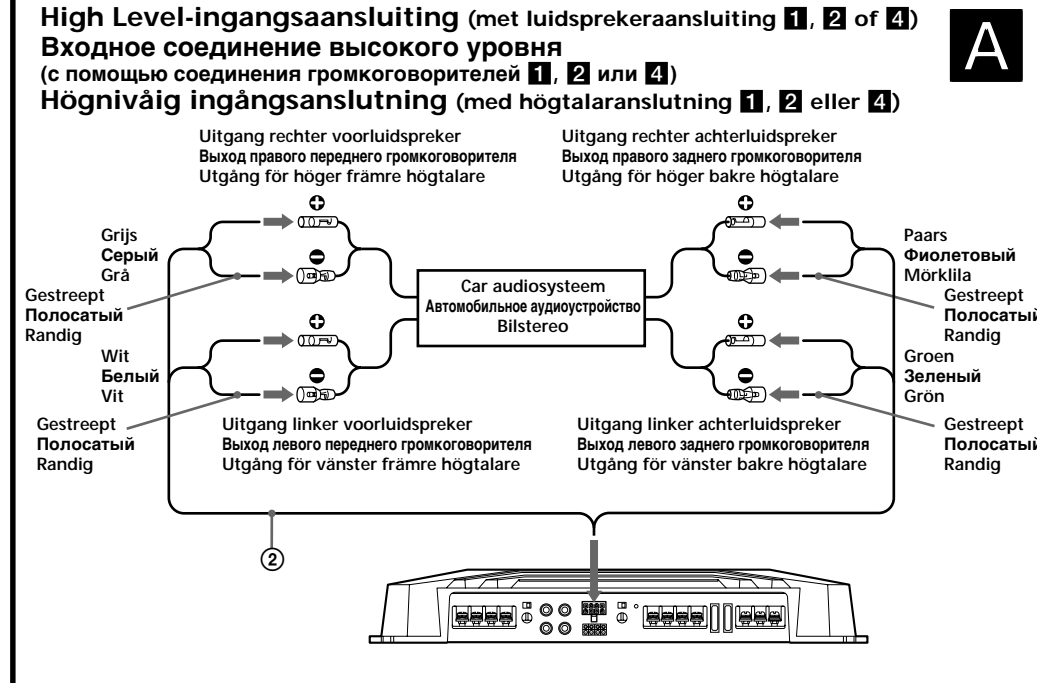 High Level-ingangsaansluiting (met luidsprekeraansluiting 1, 2 of 4)
Входное соединение высокого уровня
(с помощью соединения громкоговорителей 1, 2 или 4)
Högnivåig ingångsanslutning (med högtalaranslutning 1, 2 eller 4)
A
Uitgang rechter voorluidspreker
Выход правого переднего громкоговорителя
Utgång för höger främre högtalare
Uitgang rechter achterluidspreker
Выход правого заднего громкоговорителя
Utgång för höger bakre högtalare
Grijs
Серый
Grå
Gestreept
Полосатый
Randig
Wit
Белый
Vit
Gestreept
Полосатый
Randig
Car audiosysteem
Автомобильное аудиоустройство
Bilstereo
Paars
Фиолетовый
Mörklila
Gestreept
Полосатый
Randig
Groen
Зеленый
Grön
Gestreept
Полосатый
Randig
Uitgang linker voorluidspreker
Выход левого переднего громкоговорителя
Utgång för vänster främre högtalare
Uitgang linker achterluidspreker
Выход левого заднего громкоговорителя
Utgång för vänster bakre högtalare
②